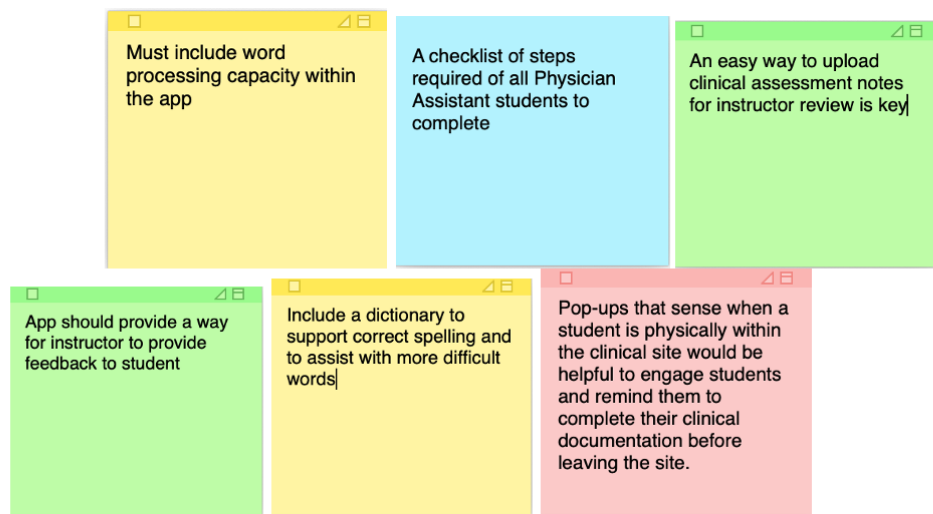 Must include word
processing capacity within
the app
A checklist of steps
required of all Physician
Assistant students to
complete
An easy way to upload
clinical assessment notes
for instructor review is key
App should provide a way
for instructor to provide
feedback to student
Include a dictionary to
support correct spelling and
to assist with more difficult
words
Pop-ups that sense when a
student is physically within
the clinical site would be
helpful to engage students
and remind them to
complete their clinical
documentation before
leaving the site.